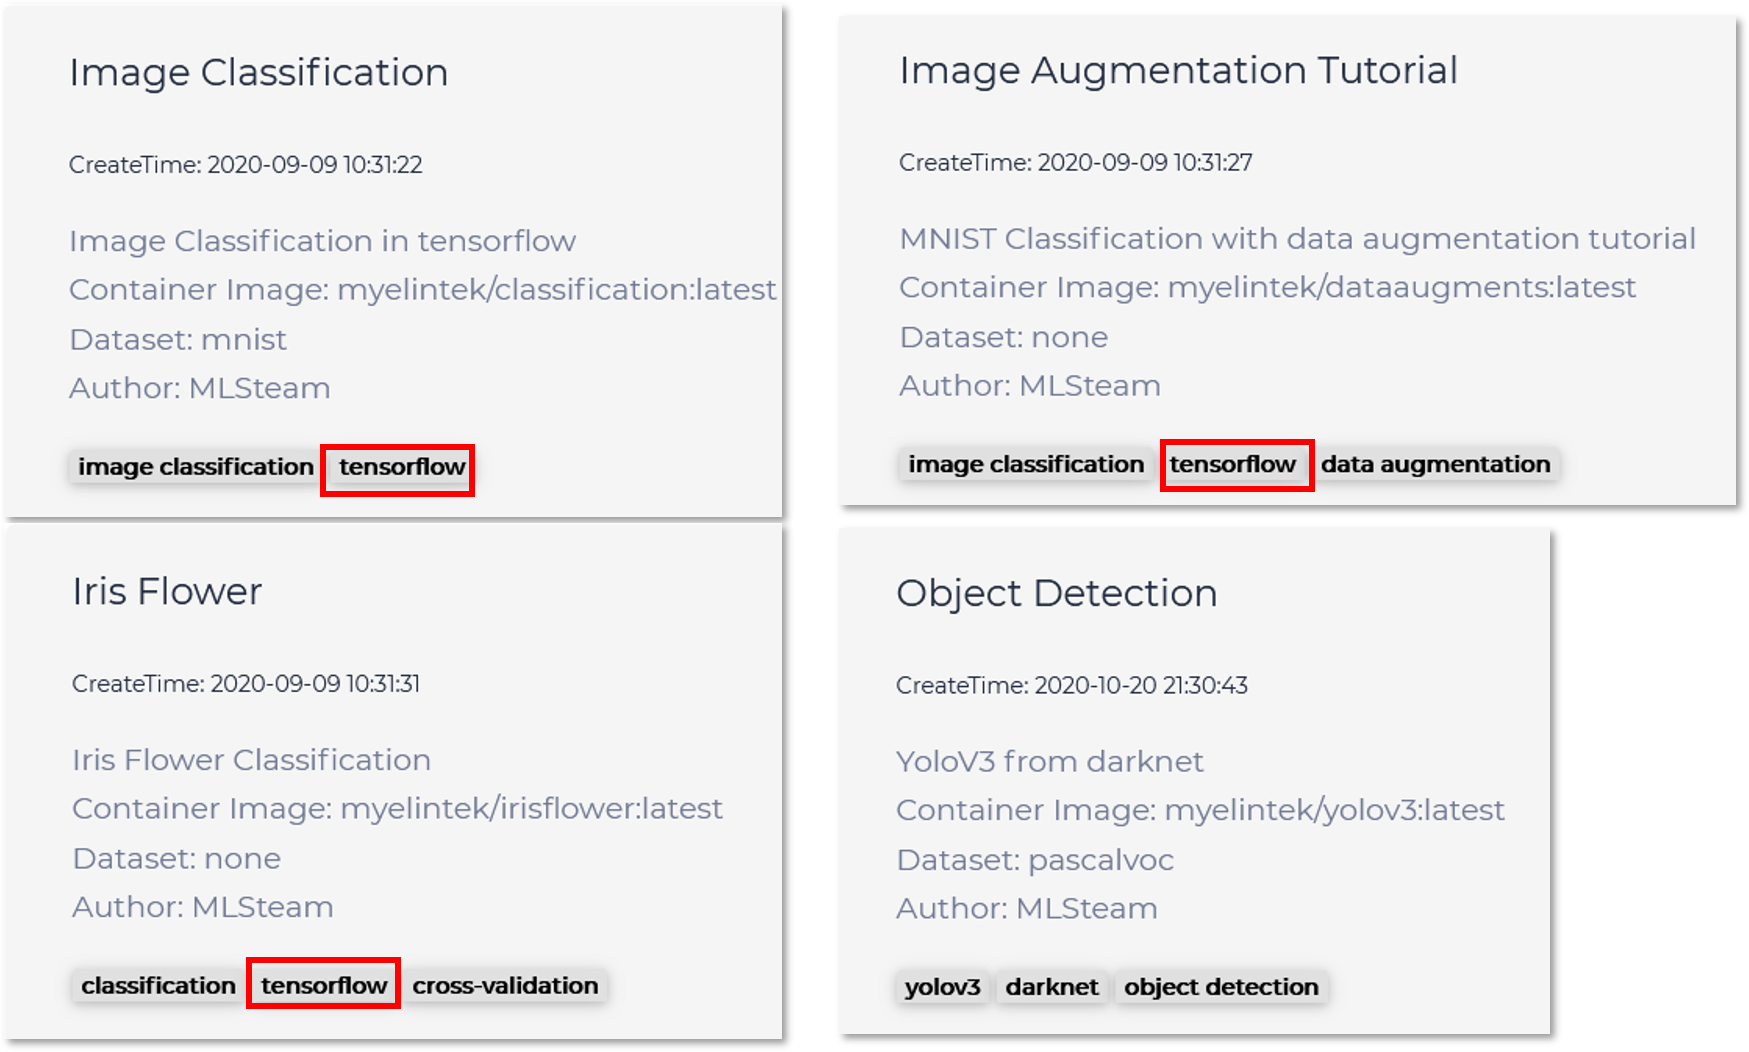 Image Classification
CreateTime: 2020-09-09 10:31:22
Image Classification in tensorflow
Container Image: myelintek/classification:latest
Dataset: mnist
Author: MLSteam
image classification tensorflow
Image Augmentation Tutorial
CreateTime: 2020-09-09 10:31:27
MNIST Classification with data augmentation tutorial
Container Image: myelintek/dataaugments:latest
Dataset: none
Author: MLSteam
image classification tensorflow data augmentation
Iris Flower
CreateTime: 2020-09-09 10:31:31
Iris Flower Classification
Container Image: myelintek/irisflower:latest
Dataset: none
Author: MLSteam
classification tensorflow cross-validation
Object Detection
CreateTime: 2020-10-20 21:30:43
YoloV3 from darknet
Container Image: myelintek/yolov3:latest
Dataset: pascalvoc
Author: MLSteam
yolov3 darknet object detection